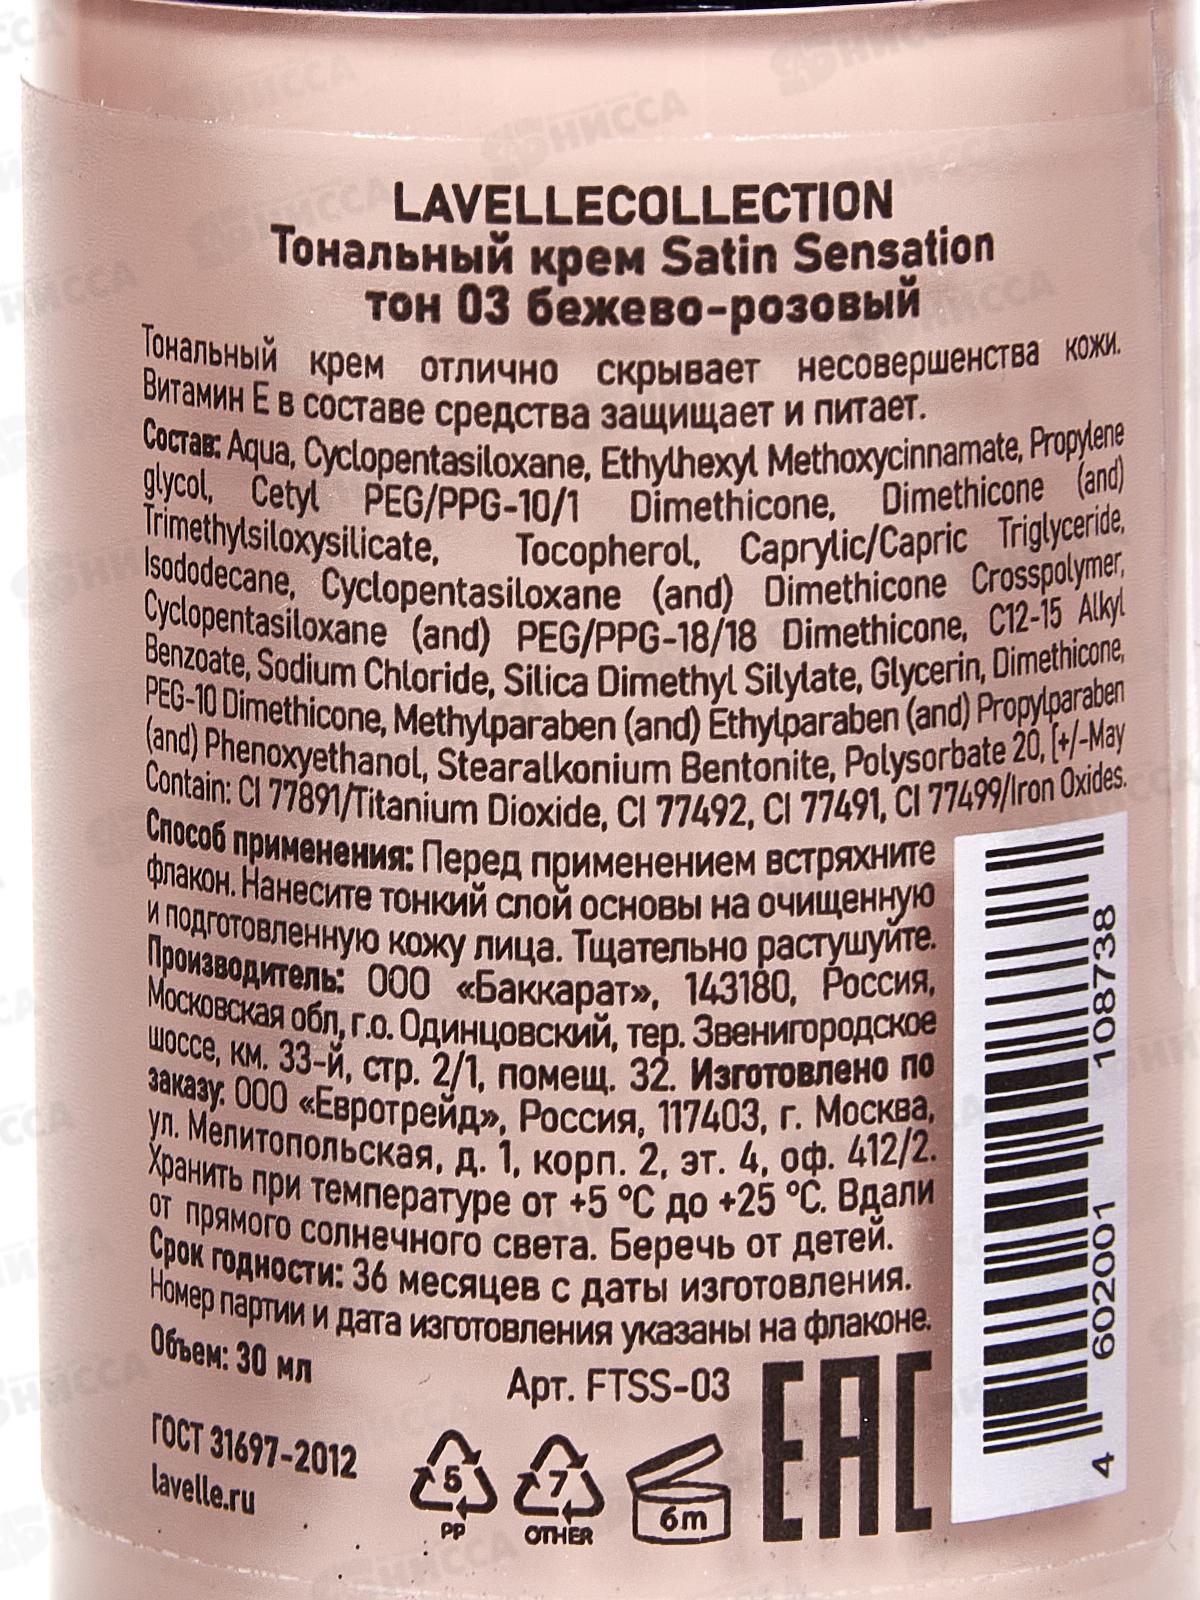 LAVELLECOLLECTION
Тональный крем Satin Sensation
тон 03 бежево-розовый
Тональный крем отлично скрывает несовершенства кожи.
Витамин Е в составе средства защищает и питает.
Состав: Aqua, Cyclopentasiloxane, Ethylhexyl Methoxycinnamate, Propylene
glycol, Cetyl PEG/PPG-10/1 Dimethicone, Dimethicone (and)
Trimethylsiloxysilicate, Tocopherol, Caprylic/Capric Triglyceride,
Isododecane, Cyclopentasiloxane (and) Dimethicone Crosspolymer,
Cyclopentasiloxane (and) PEG/PPG-18/18 Dimethicone, C12-15 Alkyl
Benzoate, Sodium Chloride, Silica Dimethyl Silylate, Glycerin, Dimethicone,
PEG-10 Dimethicone, Methylparaben (and) Ethylparaben (and) Propylparaben
(and) Phenoxyethanol, Stearalkonium Bentonite, Polysorbate 20, [+/-May
Contain: CI 77891/Titanium Dioxide, CI 77492, CI 77491, CI 77499/Iron Oxides.
Способ применения: Перед применением встряхните
флакон. Нанесите тонкий слой основы на очищенную
и подготовленную кожу лица. Тщательно растушуйте.
Производитель: ООО «Баккарат», 143180, Россия,
Московская обл, г.о. Одинцовский, тер. Звенигородское
шоссе, км. 33-й, стр. 2/1, помещ. 32. Изготовлено по
заказу: ООО «Евротрейд», Россия, 117403, г. Москва,
ул. Мелитопольская, д. 1, корп. 2, эт. 4, оф. 412/2.
Хранить при температуре от +5 °C до +25 °C. Вдали
от прямого солнечного света. Беречь от детей.
Срок годности: 36 месяцев с даты изготовления.
Номер партии и дата изготовления указаны на флаконе.
Объем: 30 мл
Арт. FTSS-03
ГОСТ 31697-2012
lavelle.ru
5
PP
7
OTHER
6m
EAC
4 602001 108738
НИССА